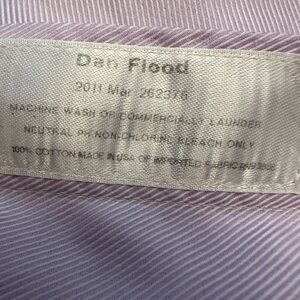 Dan Flood
2011 Mar 262376
MACHINE WASH OR COMMERCIALLY LAUNDER
NEUTRAL PH NON-CHLORINE BLEACH ONLY
100% COTTON MADE IN USA OF IMPORTED FABRIC